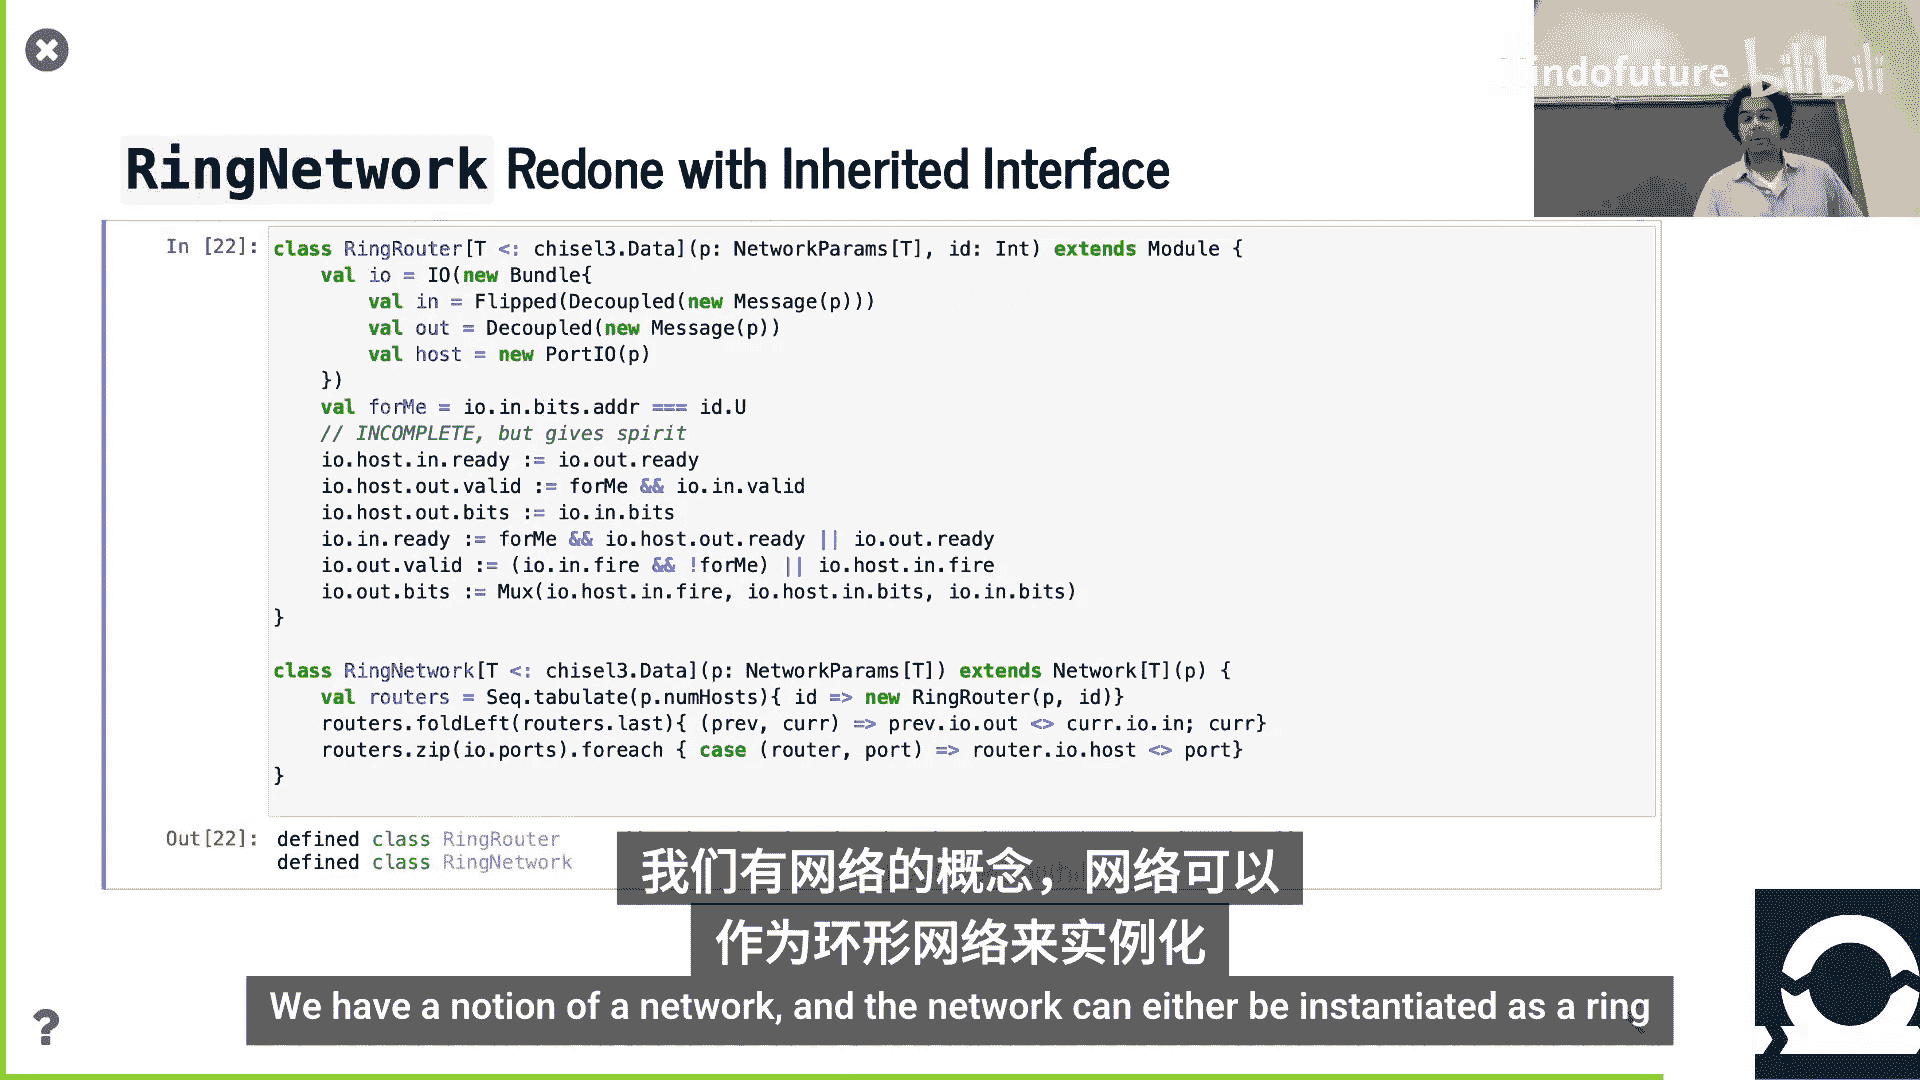 indofuture bilibili
RingNetwork Redone with Inherited Interface
In [22]: class RingRouter[T <: chisel3.Data](p: NetworkParams[T], id: Int) extends Module {
val io = IO(new Bundle{
val in = Flipped(Decoupled(new Message(p)))
val out = Decoupled(new Message(p))
val host = new PortIO(p)
})
val forMe = io.in.bits.addr === id.U
// INCOMPLETE, but gives spirit
io.host.in.ready := io.out.ready
io.host.out.valid := forMe && io.in.valid
io.host.out.bits := io.in.bits
io.in.ready := forMe && io.host.out.ready || io.out.ready
io.out.valid := (io.in.fire && !forMe) || io.host.in.fire
io.out.bits := Mux(io.host.in.fire, io.host.in.bits, io.in.bits)
}
class RingNetwork[T <: chisel3.Data](p: NetworkParams[T]) extends Network[T](p) {
val routers = Seq.tabulate(p.numHosts){ id => new RingRouter(p, id)}
routers.foldLeft(routers.last){ (prev, curr) => prev.io.out <> curr.io.in; curr}
routers.zip(io.ports).foreach { case (router, port) => router.io.host <> port}
}
Out[22]: defined class RingRouter
defined class RingNetwork
我们有网络的概念，网络可以
作为环形网络来实例化
We have a notion of a network, and the network can either be instantiated as a ring
?